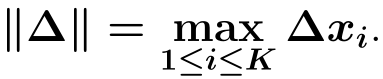 ‖Δ‖ = max_{1≤i≤K} Δx_i.